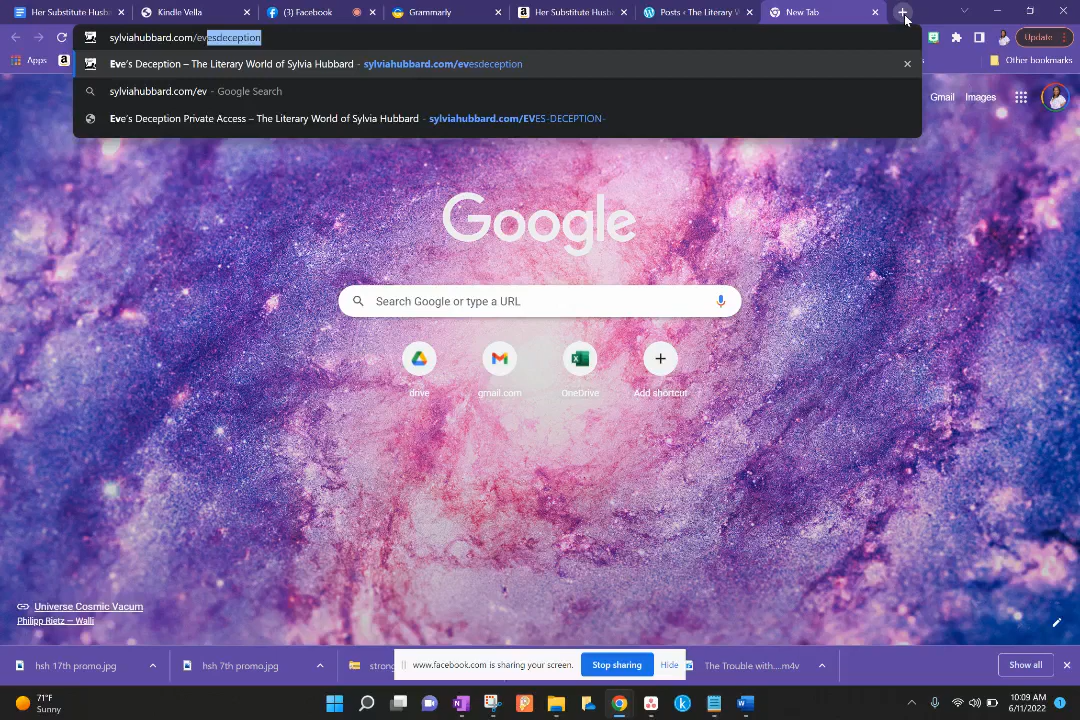 Her Substitute Husb
Kindle Vella
(3) Facebook
Grammarly
Her Substitute Husb
Posts ‹ The Literary W
New Tab
sylviahubbard.com/evesdeception
Update
Apps
Other bookmarks
Eve's Deception – The Literary World of Sylvia Hubbard - sylviahubbard.com/evesdeception
sylviahubbard.com/ev - Google Search
Eve's Deception Private Access – The Literary World of Sylvia Hubbard - sylviahubbard.com/EVES-DECEPTION-
Gmail Images
Google
Search Google or type a URL
drive
gmail.com
OneDrive
Add shortcut
Universe Cosmic Vacum
Philipp Rietz — Walli
hsh 17th promo.jpg
hsh 7th promo.jpg
strong
www.facebook.com is sharing your screen.
Stop sharing
Hide
The Trouble with....m4v
Show all
71°F
Sunny
10:09 AM
6/11/2022
1